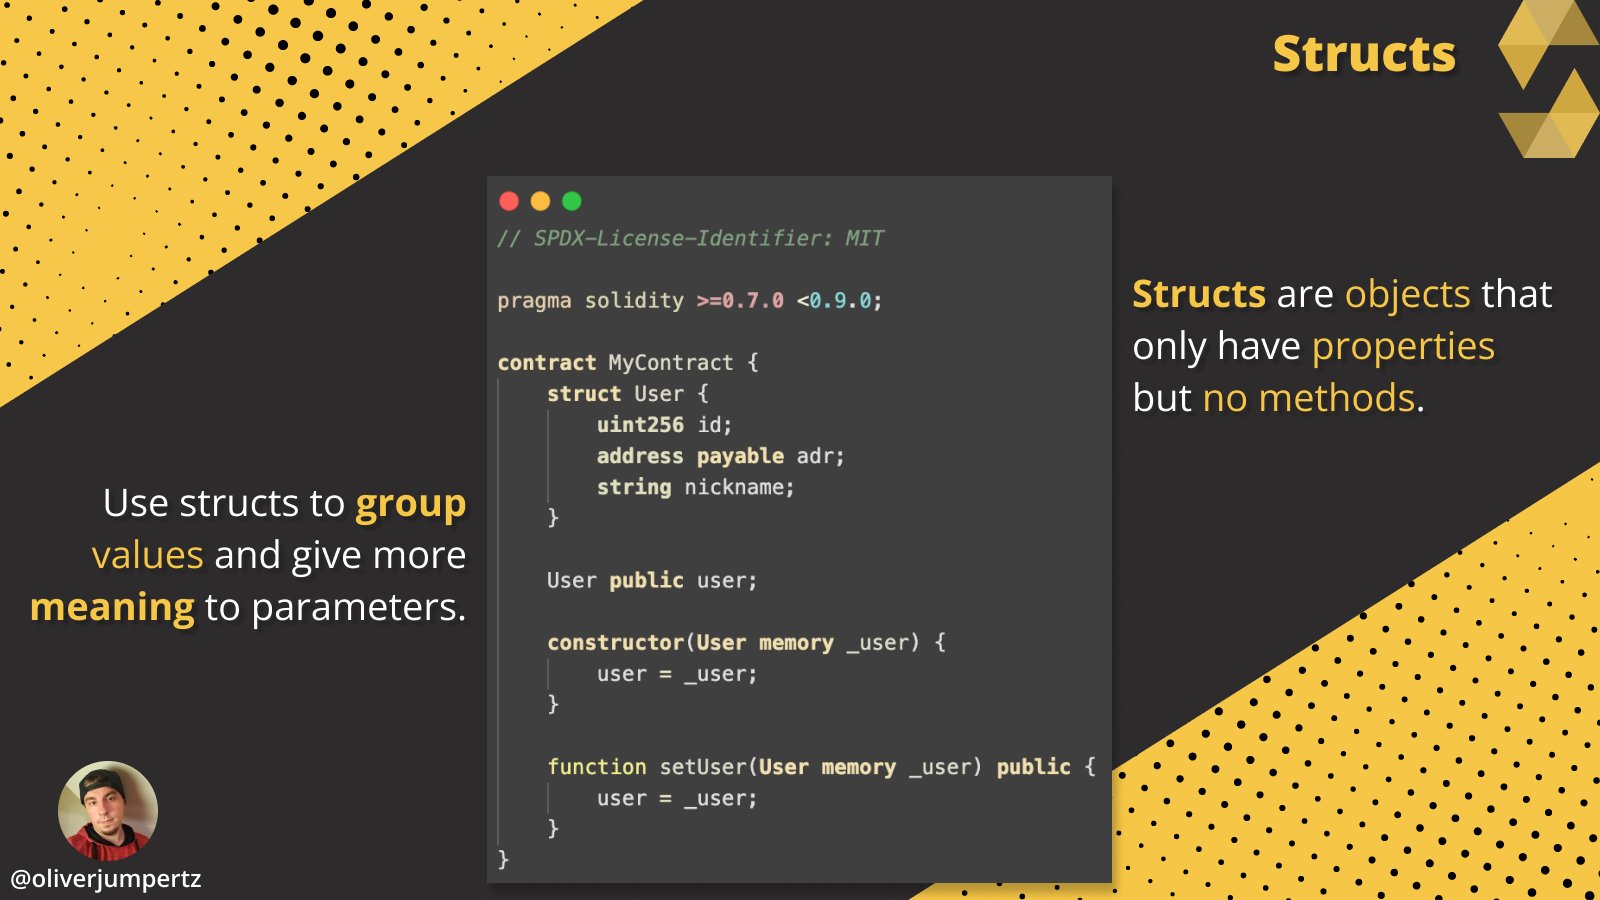 Structs
// SPDX-License-Identifier: MIT
pragma solidity >=0.7.0 <0.9.0;
contract MyContract {
    struct User {
        uint256 id;
        address payable adr;
        string nickname;
    }
    User public user;
    constructor(User memory _user) {
        user = _user;
    }
    function setUser(User memory _user) public {
        user = _user;
    }
}
Structs are objects that
only have properties
but no methods.
Use structs to group
values and give more
meaning to parameters.
@oliverjumpertz